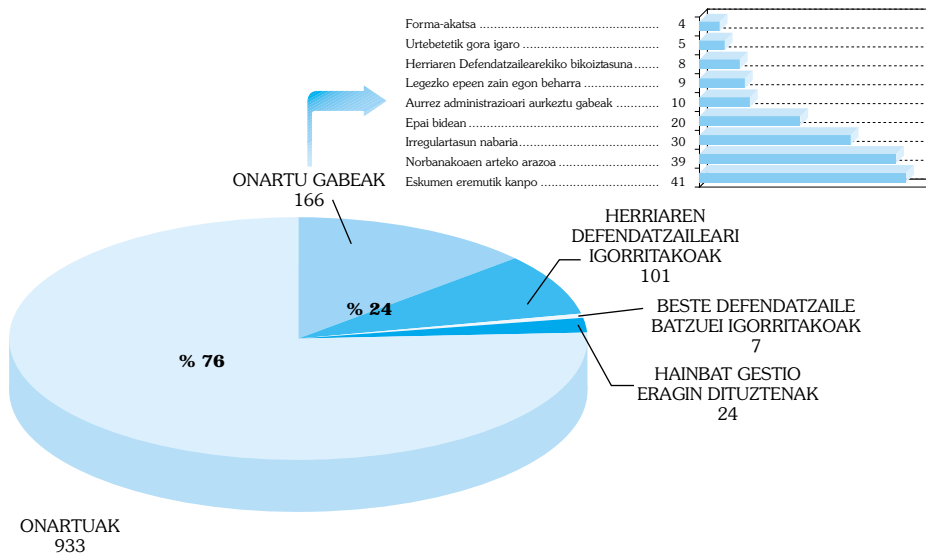 Forma-akatsa ........................................ 4
Urtebetetik gora igaro ............................. 5
Herriaren Defendatzailearekiko bikoiztasuna ...... 8
Legezko epeen zain egon beharra ................ 9
Aurrez administrazioari aurkeztu gabeak ........ 10
Epai bidean .......................................... 20
Irregulartasun nabaria .............................. 30
Norbanakoen arteko arazoa ...................... 39
Eskumen eremutik kanpo ......................... 41
ONARTU GABEAK
166
HERRIAREN
DEFENDATZAILEARI
IGORRITAKOAK
101
BESTE DEFENDATZAILE
BATZUEI IGORRITAKOAK
7
HAINBAT GESTIO
ERAGIN DITUZTENAK
24
% 24
% 76
ONARTUAK
933